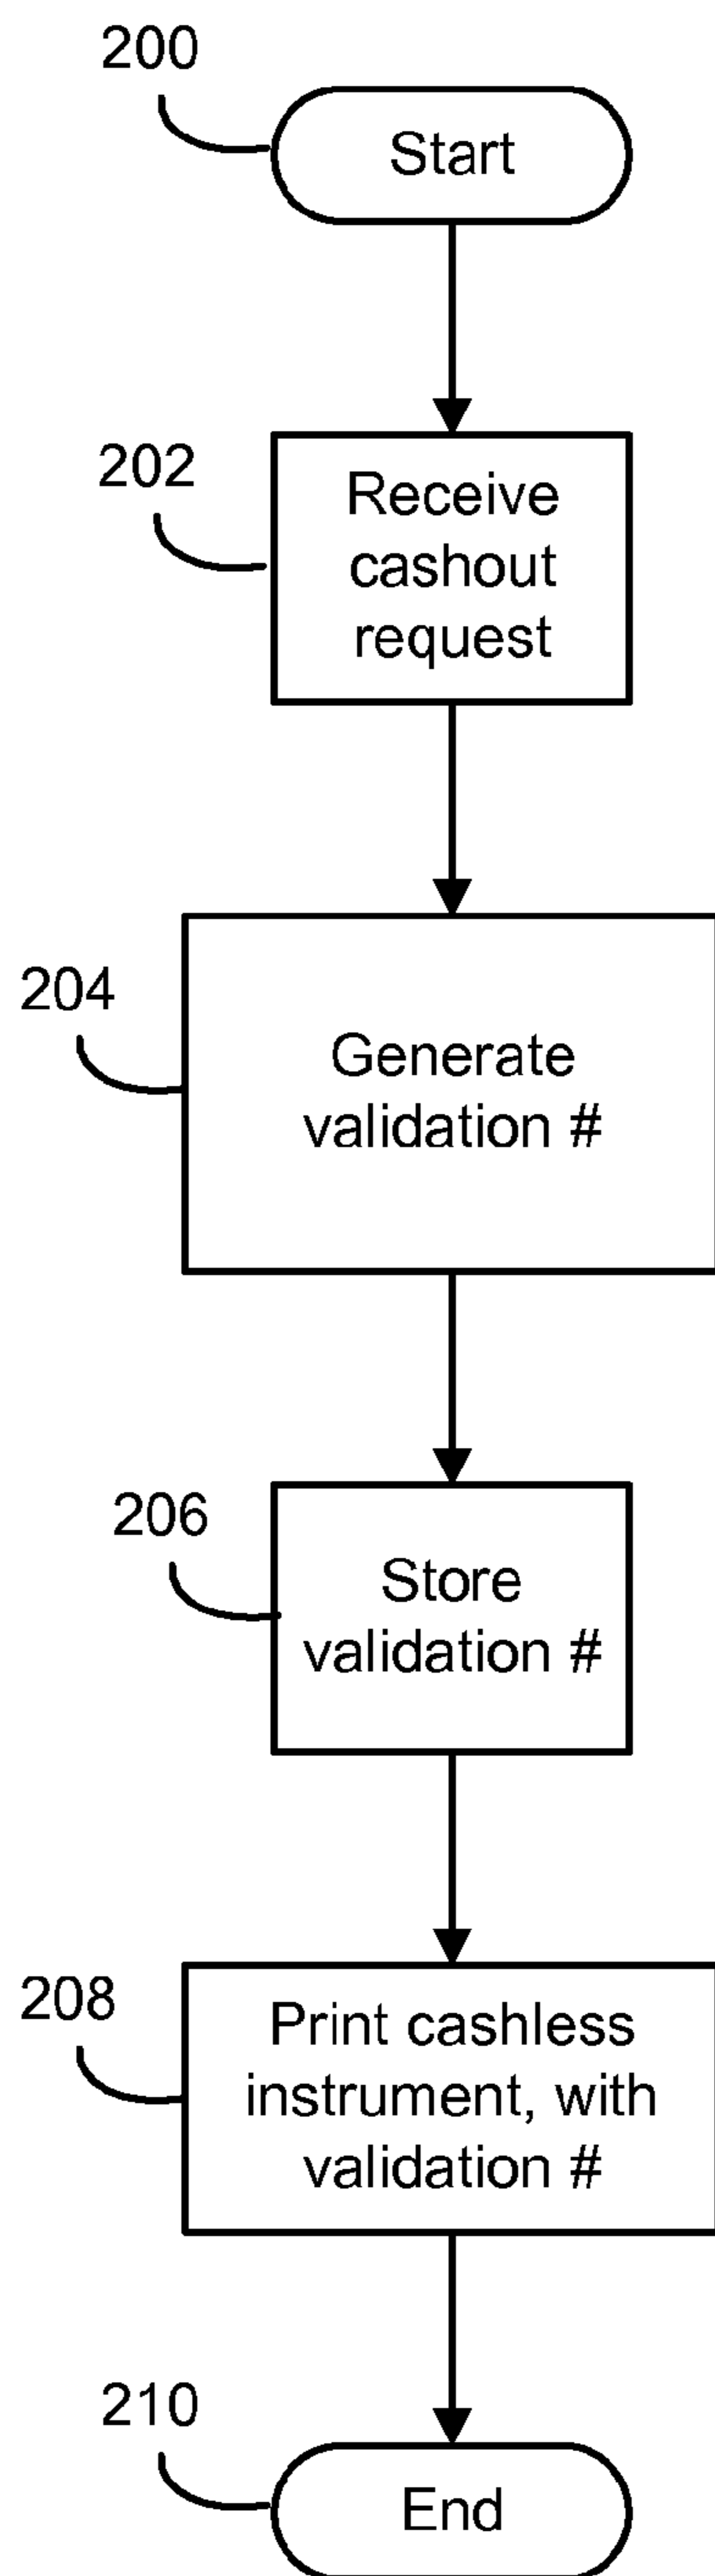 200
Start
202
Receive
cashout
request
204
Generate
validation #
206
Store
validation #
208
Print cashless
instrument, with
validation #
210
End